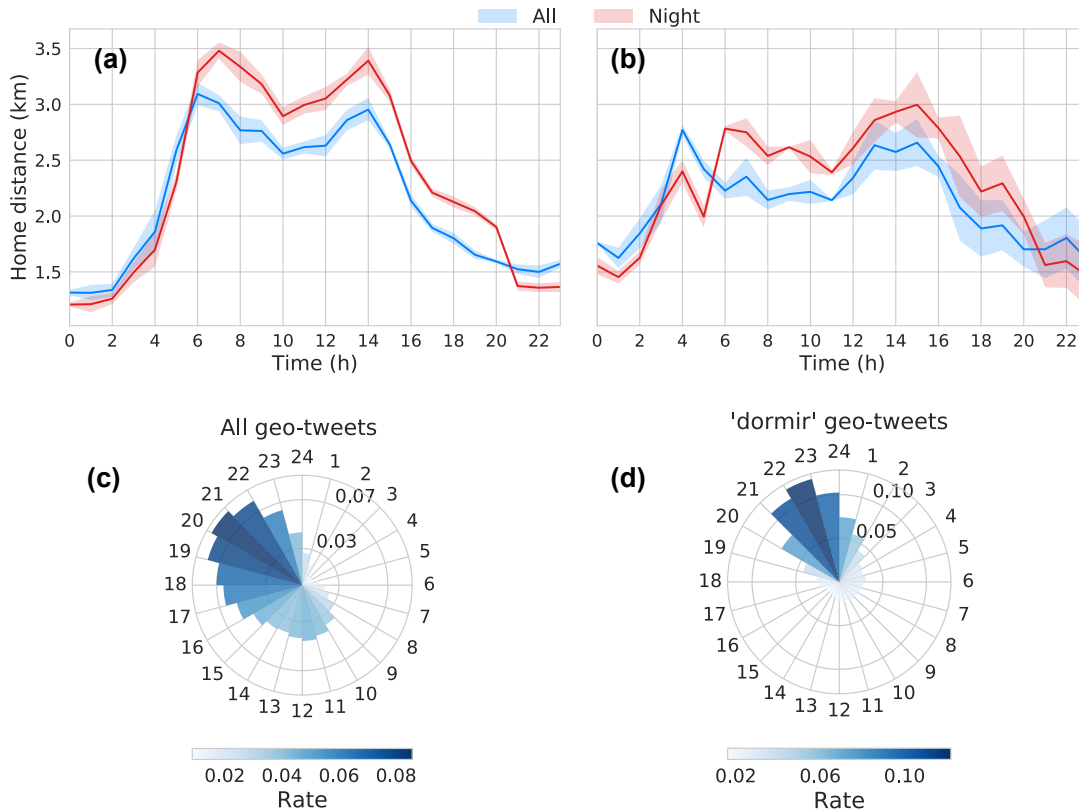 All Night
(a)
(b)
3.5
3.0
2.5
2.0
1.5
Home distance (km)
0 2 4 6 8 10 12 14 16 18 20 22
0 2 4 6 8 10 12 14 16 18 20 22
Time (h)
Time (h)
All geo-tweets
(c)
24 1 2 3 4 5 6 7 8 9 10 11 12 13 14 15 16 17 18 19 20 21 22 23
0.07
0.03
0.02 0.04 0.06 0.08
Rate
'dormir' geo-tweets
(d)
24 1 2 3 4 5 6 7 8 9 10 11 12 13 14 15 16 17 18 19 20 21 22 23
0.10
0.05
0.02 0.06 0.10
Rate